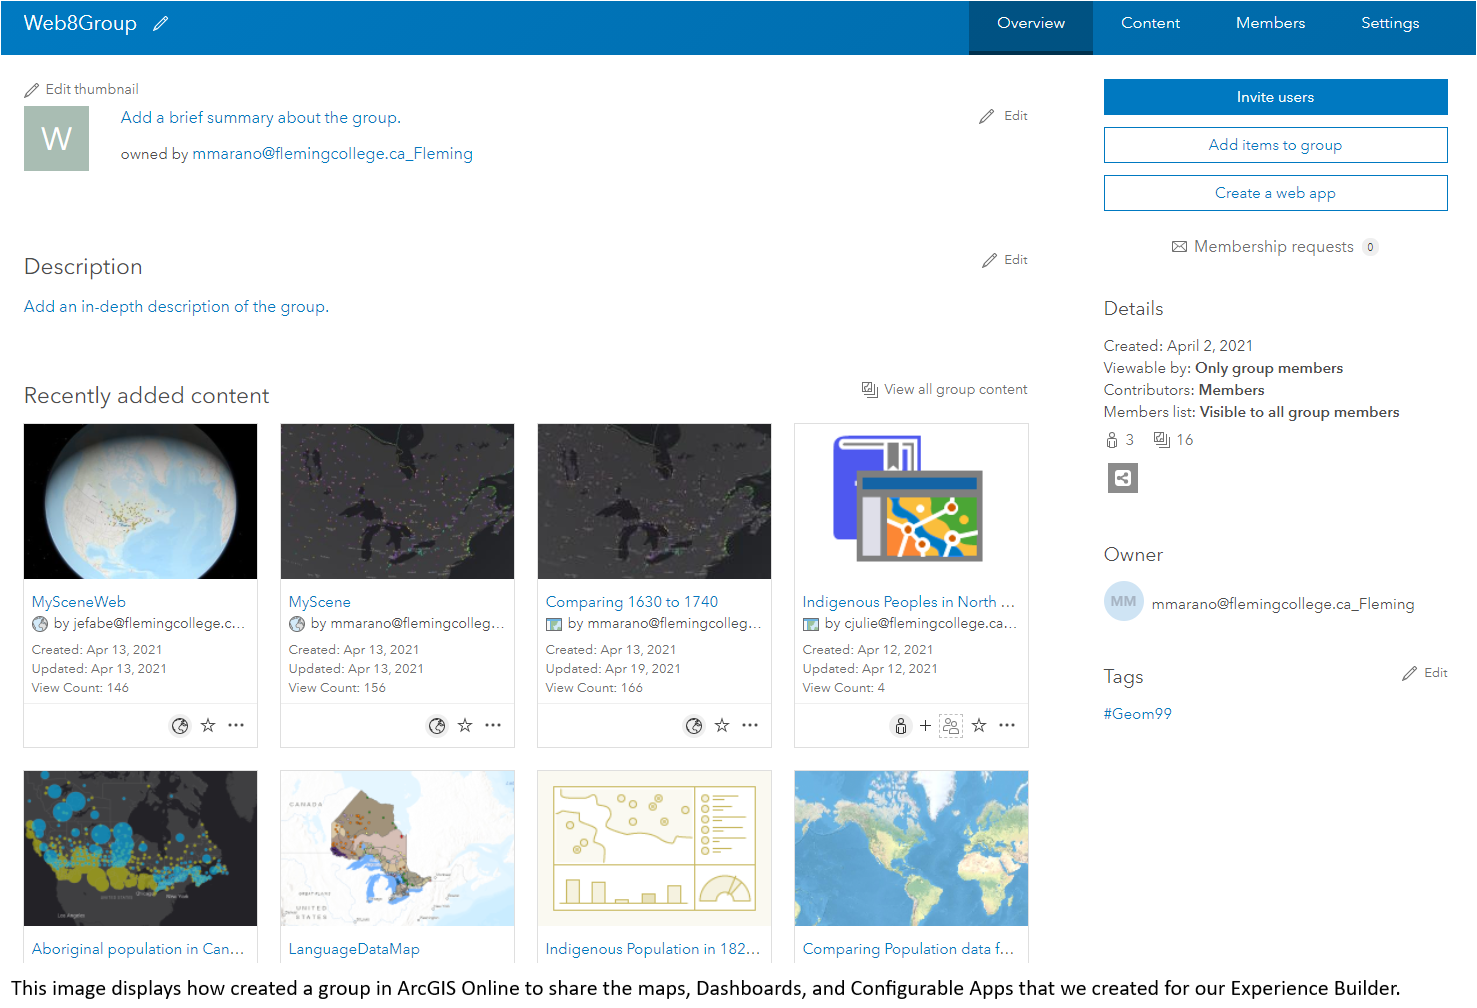 Web8Group
Overview Content Members Settings
Edit thumbnail
W
Add a brief summary about the group.
Edit
owned by mmarano@flemingcollege.ca_Fleming
Description
Edit
Add an in-depth description of the group.
Recently added content
View all group content
MySceneWeb
by jefabe@flemingcollege.c...
Created: Apr 13, 2021
Updated: Apr 13, 2021
View Count: 146
MyScene
by mmarano@flemingcolleg...
Created: Apr 13, 2021
Updated: Apr 13, 2021
View Count: 156
Comparing 1630 to 1740
by mmarano@flemingcolleg...
Created: Apr 13, 2021
Updated: Apr 19, 2021
View Count: 166
Indigenous Peoples in North ...
by cjulie@flemingcollege.ca...
Created: Apr 12, 2021
Updated: Apr 12, 2021
View Count: 4
Los Angeles
New York
Aboriginal population in Can...
CANADA
GREAT PLAINS
UNITED
STATES
LanguageDataMap
Indigenous Population in 182...
Comparing Population data f...
Invite users
Add items to group
Create a web app
Membership requests 0
Details
Created: April 2, 2021
Viewable by: Only group members
Contributors: Members
Members list: Visible to all group members
3 16
Owner
MM
mmarano@flemingcollege.ca_Fleming
Tags
Edit
#Geom99
This image displays how created a group in ArcGIS Online to share the maps, Dashboards, and Configurable Apps that we created for our Experience Builder.